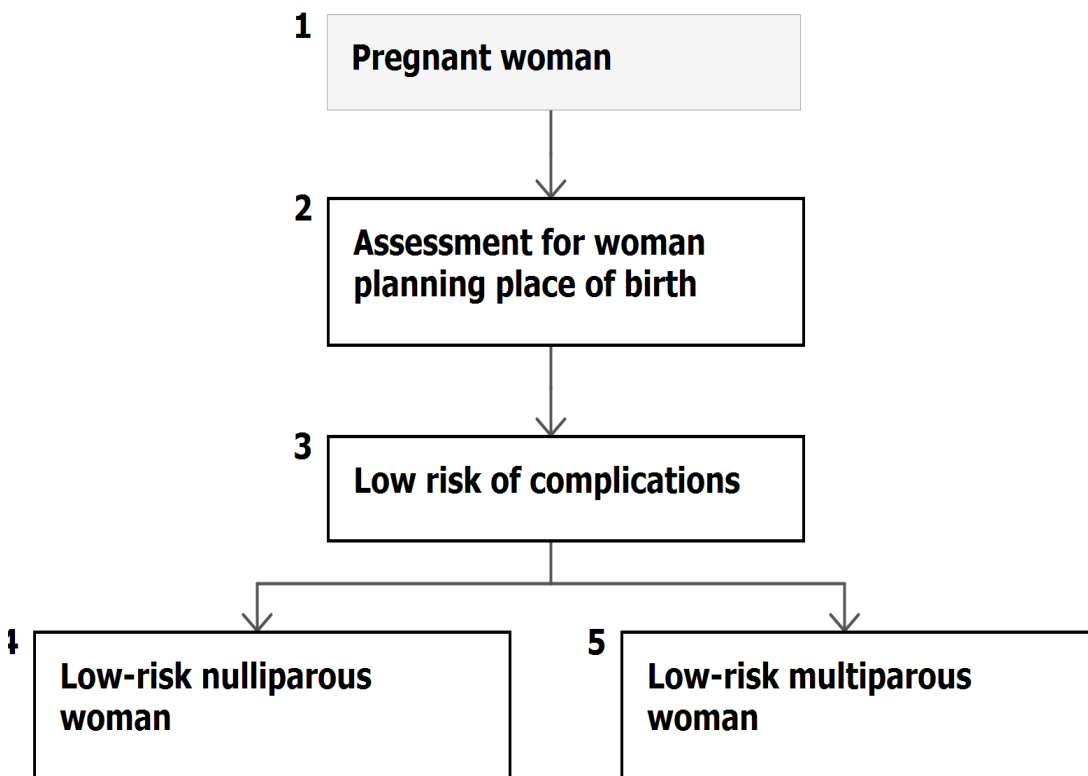 1
Pregnant woman
2
Assessment for woman
planning place of birth
3
Low risk of complications
4
Low-risk nulliparous
woman
5
Low-risk multiparous
woman